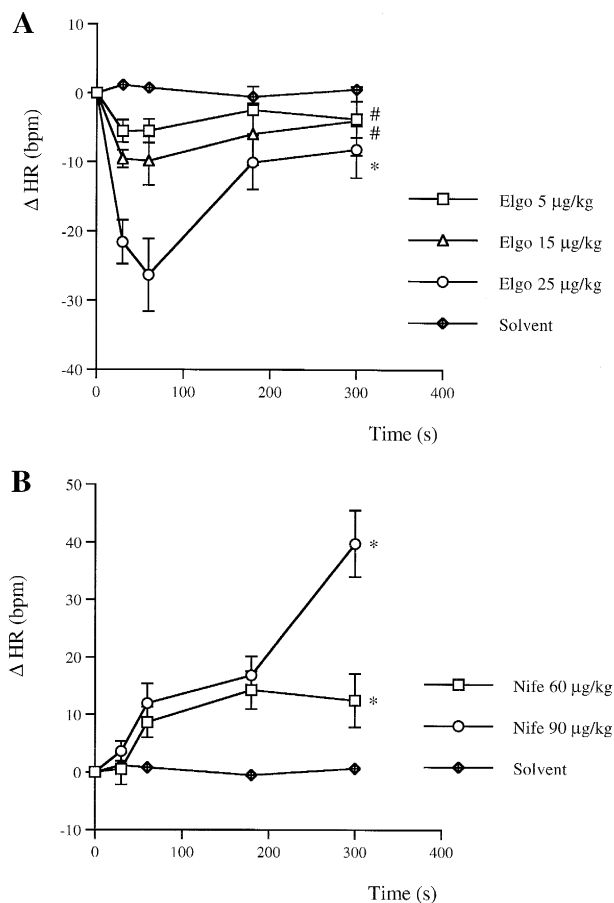 A
Δ HR (bpm)
10
0
-10
-20
-30
-40
0
100
200
300
400
Time (s)
#
#
*
Elgo 5 μg/kg
Elgo 15 μg/kg
Elgo 25 μg/kg
Solvent
B
Δ HR (bpm)
50
40
30
20
10
0
-10
0
100
200
300
400
Time (s)
*
*
Nife 60 μg/kg
Nife 90 μg/kg
Solvent